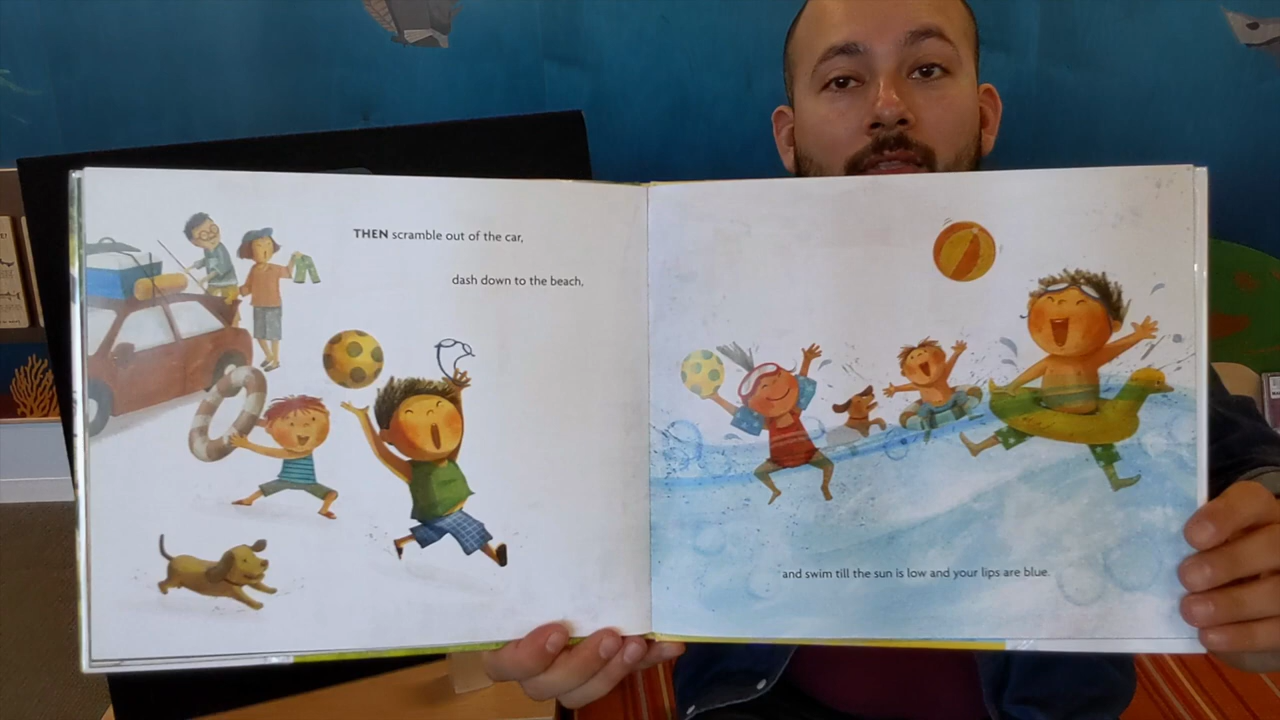 THEN scramble out of the car,
dash down to the beach,
and swim till the sun is low and your lips are blue.